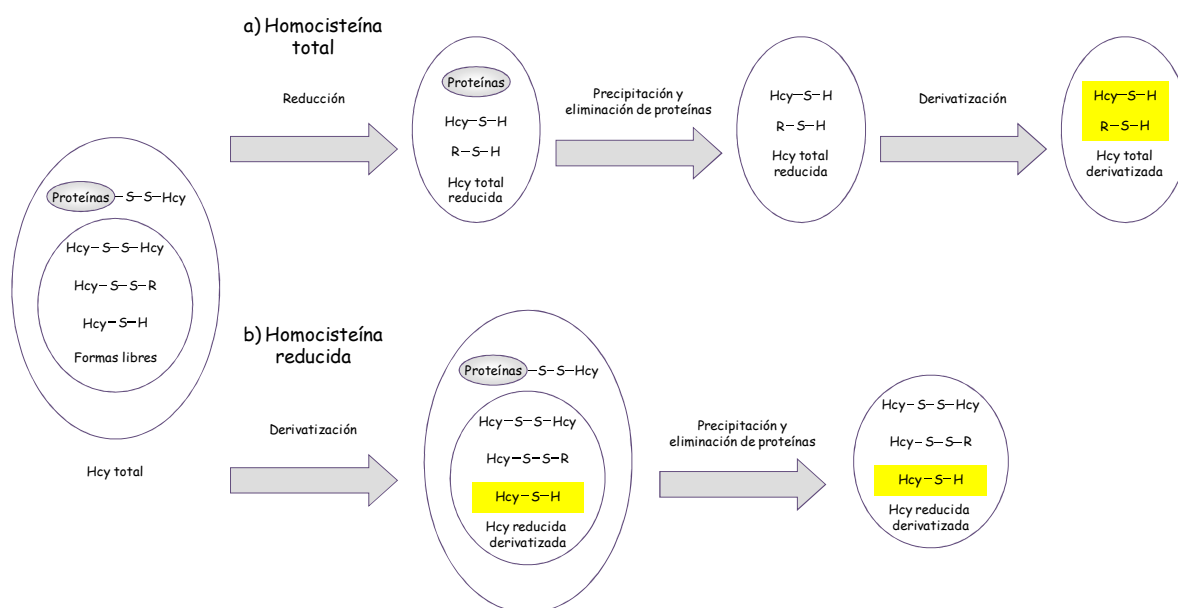 a) Homocisteína
total
Reducción
Proteínas
Hcy-S-H
R-S-H
Hcy total
reducida
Precipitación y
eliminación de proteínas
Hcy-S-H
R-S-H
Hcy total
reducida
Derivatización
Hcy-S-H
R-S-H
Hcy total
derivatizada
Proteínas-S-S-Hcy
Hcy-S-S-Hcy
Hcy-S-S-R
Hcy-S-H
Formas libres
Hcy total
b) Homocisteína
reducida
Derivatización
Proteínas-S-S-Hcy
Hcy-S-S-Hcy
Hcy-S-S-R
Hcy-S-H
Hcy reducida
derivatizada
Precipitación y
eliminación de proteínas
Hcy-S-S-Hcy
Hcy-S-S-R
Hcy-S-H
Hcy reducida
derivatizada